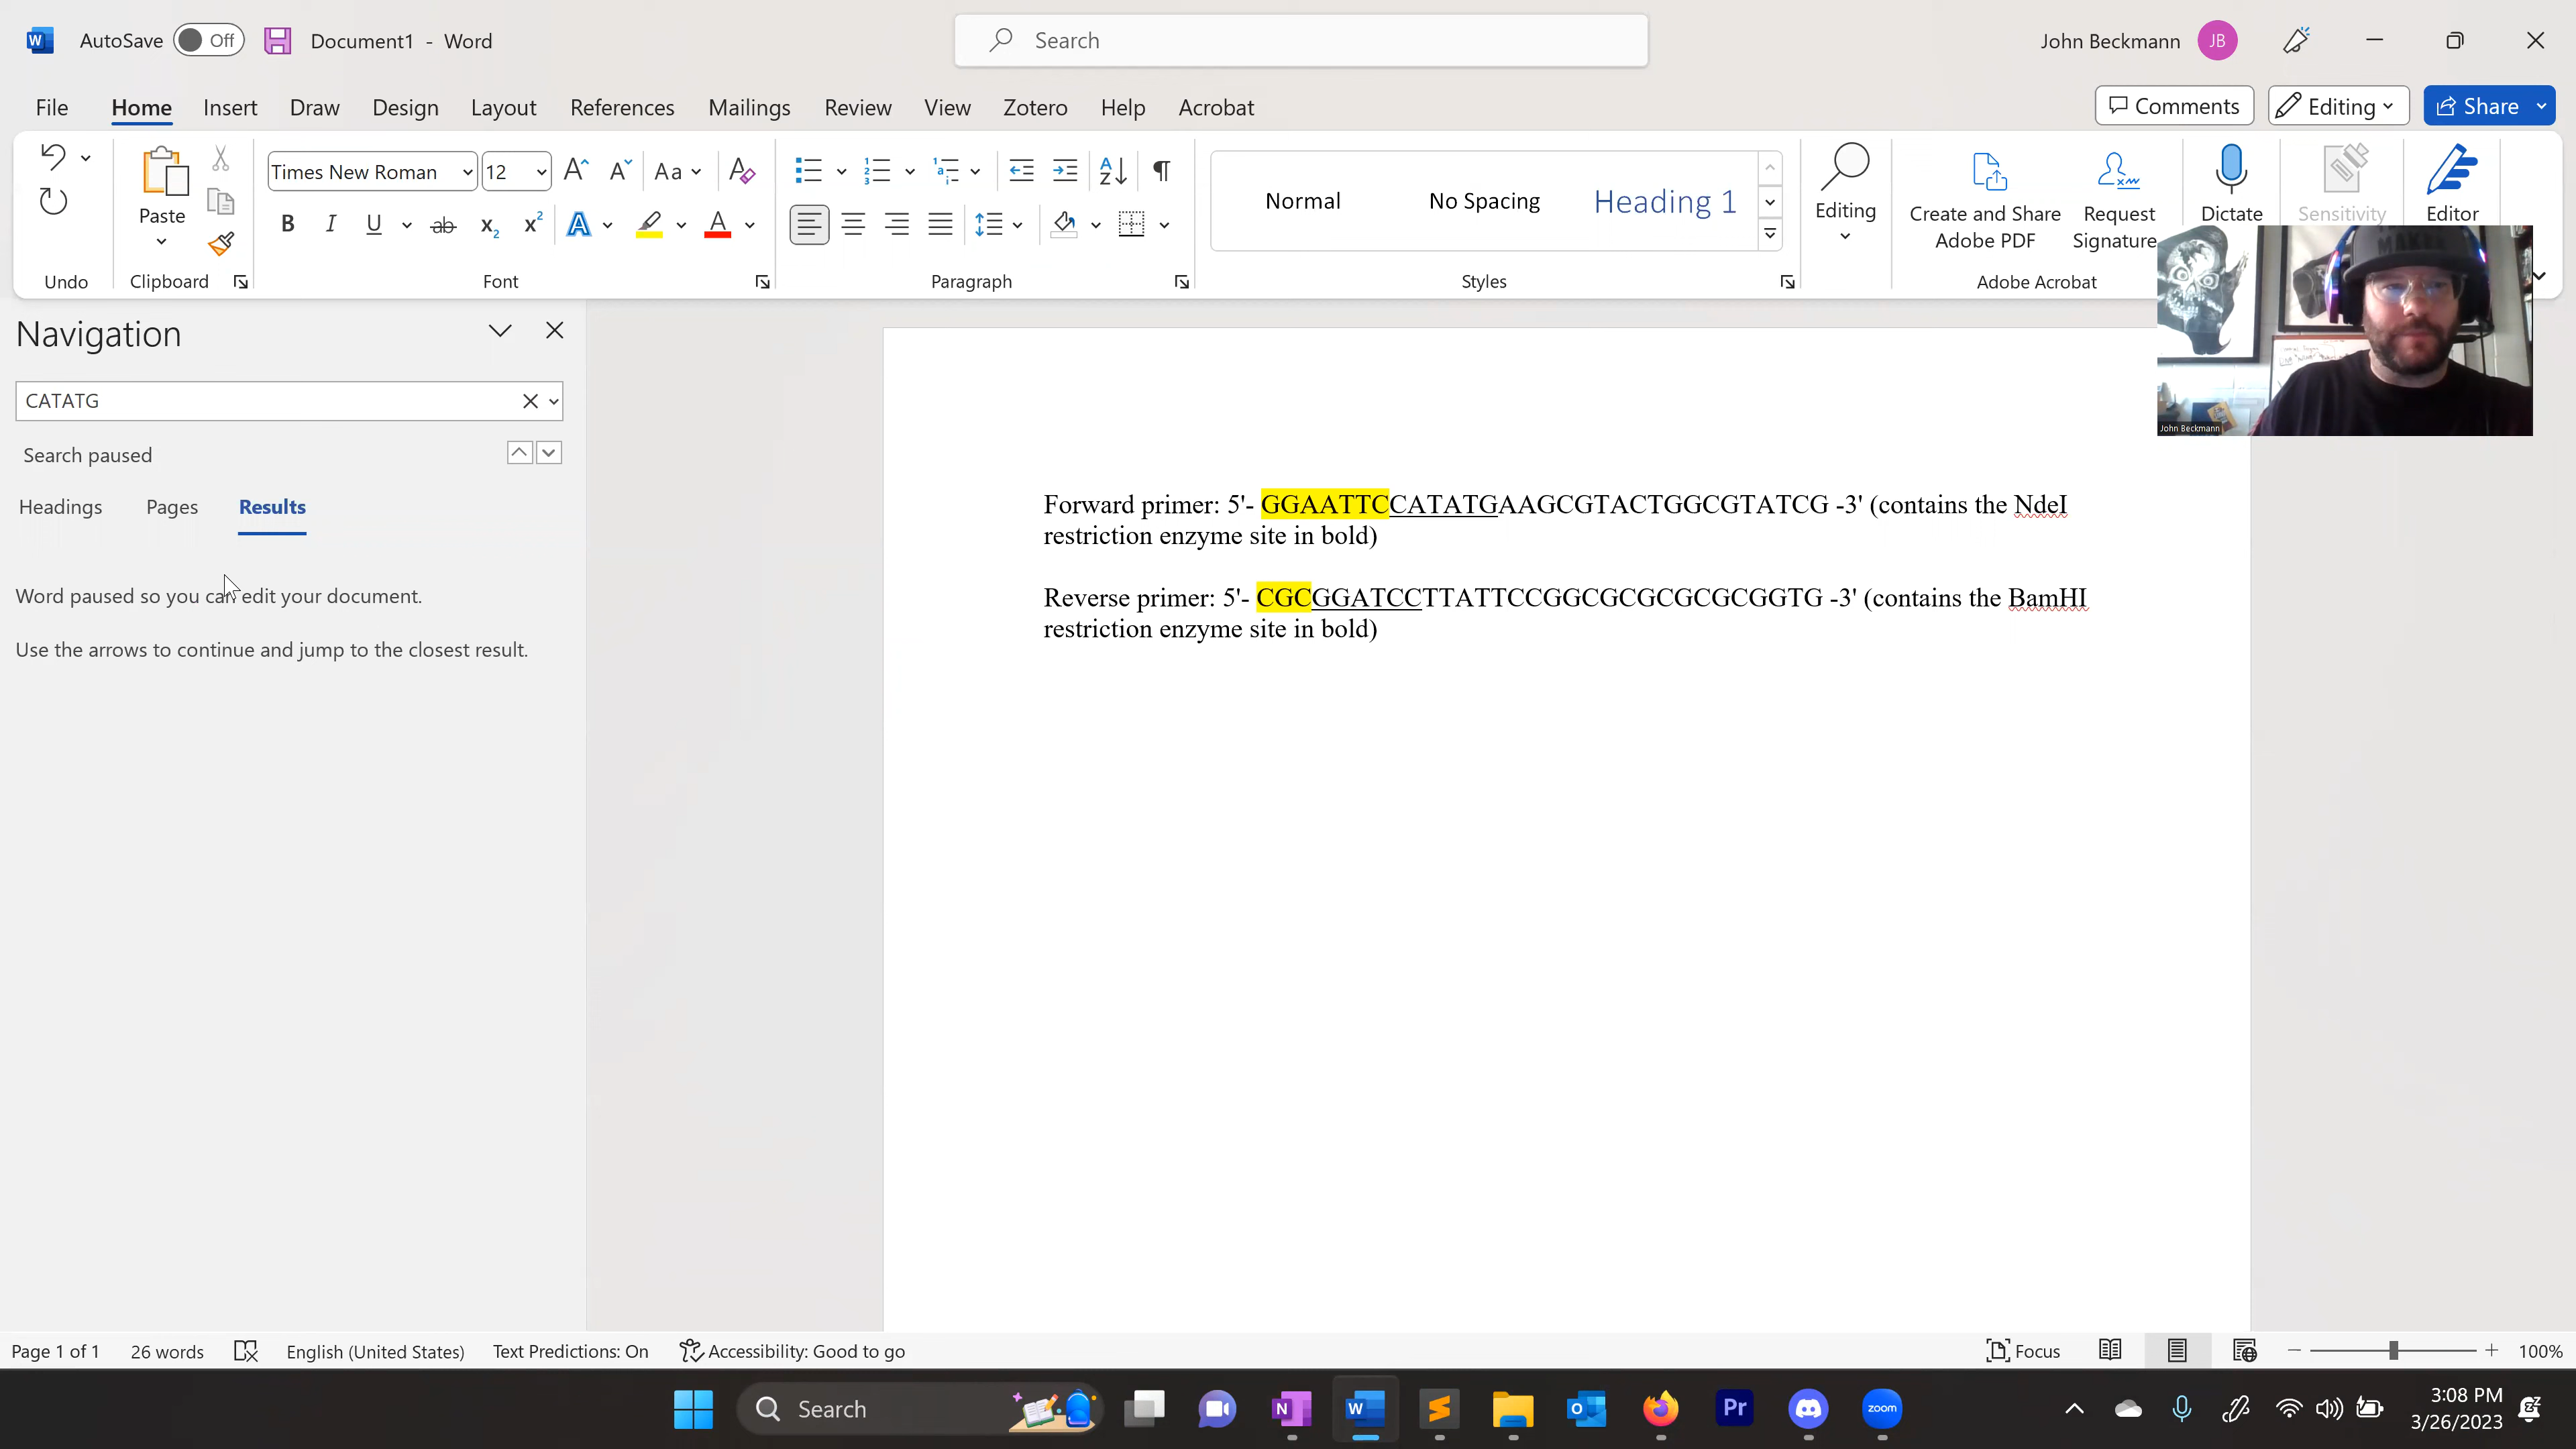 AutoSave Off Document1 - Word Search John Beckmann JB
File Home Insert Draw Design Layout References Mailings Review View Zotero Help Acrobat Comments Editing Share
Paste
Times New Roman 12 Aa
Normal No Spacing Heading 1
Editing
Create and Share Adobe PDF
Request Signature
Dictate
Sensitivity
Editor
Undo Clipboard Font Paragraph Styles Adobe Acrobat
John Beckmann
Navigation
CATATG
Search paused
Headings Pages Results
Word paused so you can edit your document.
Use the arrows to continue and jump to the closest result.
Forward primer: 5'- GGAATTCCATATGAAGCGTACTGGCGTATCG -3' (contains the NdeI
restriction enzyme site in bold)
Reverse primer: 5'- CGCGGATCCTTATTCCGGCGCGCGCGCGGTG -3' (contains the BamHI
restriction enzyme site in bold)
Page 1 of 1 26 words English (United States) Text Predictions: On Accessibility: Good to go Focus 100%
Search
Pr
zoom
3:08 PM
3/26/2023